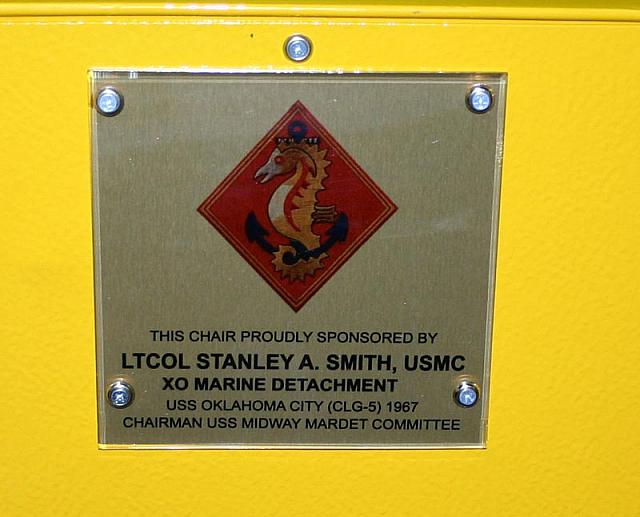 THIS CHAIR PROUDLY SPONSORED BY
LTCOL STANLEY A. SMITH, USMC
XO MARINE DETACHMENT
USS OKLAHOMA CITY (CLG-5) 1967
CHAIRMAN USS MIDWAY MARDET COMMITTEE